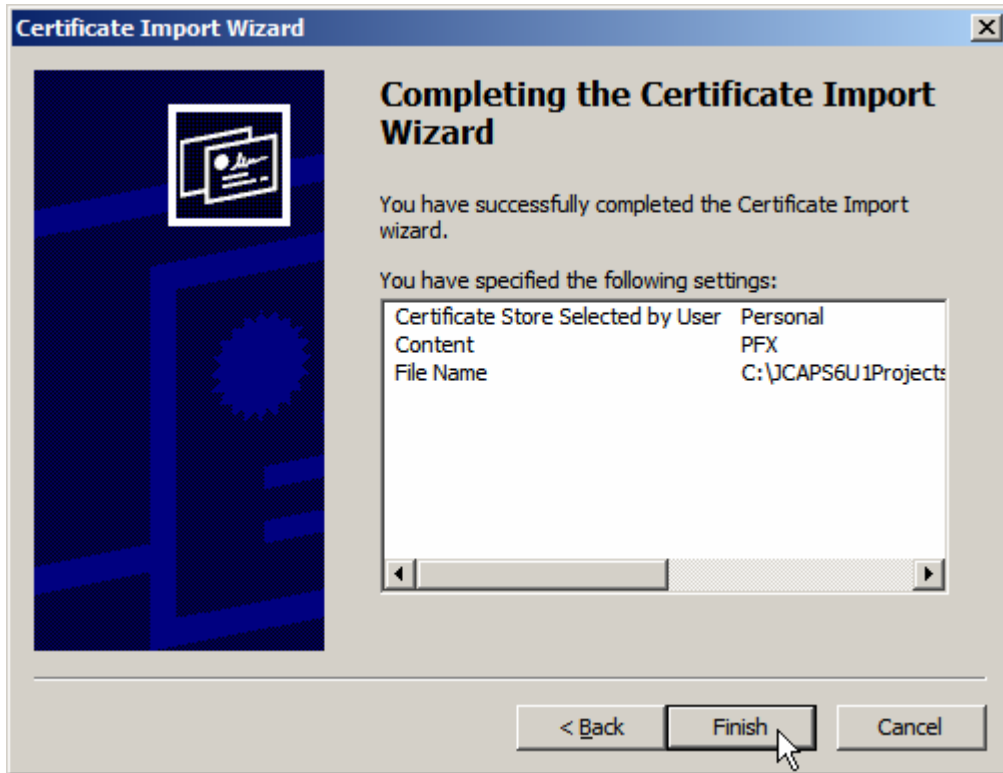 Certificate Import Wizard
Completing the Certificate Import
Wizard
You have successfully completed the Certificate Import
wizard.
You have specified the following settings:
Certificate Store Selected by User Personal
Content PFX
File Name C:\JCAPS6U1Projects
< Back Finish Cancel